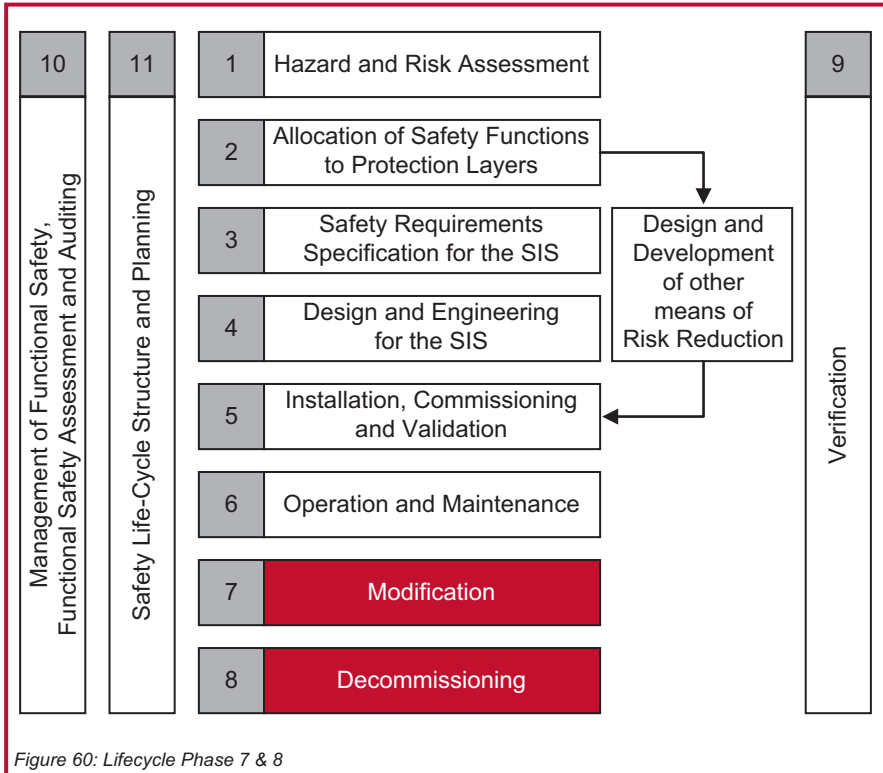 10
Management of Functional Safety,
Functional Safety Assessment and Auditing
11
Safety Life-Cycle Structure and Planning
1
Hazard and Risk Assessment
2
Allocation of Safety Functions
to Protection Layers
3
Safety Requirements
Specification for the SIS
4
Design and Engineering
for the SIS
5
Installation, Commissioning
and Validation
6
Operation and Maintenance
7
Modification
8
Decommissioning
Design and
Development
of other
means of
Risk Reduction
9
Verification
Figure 60: Lifecycle Phase 7 & 8